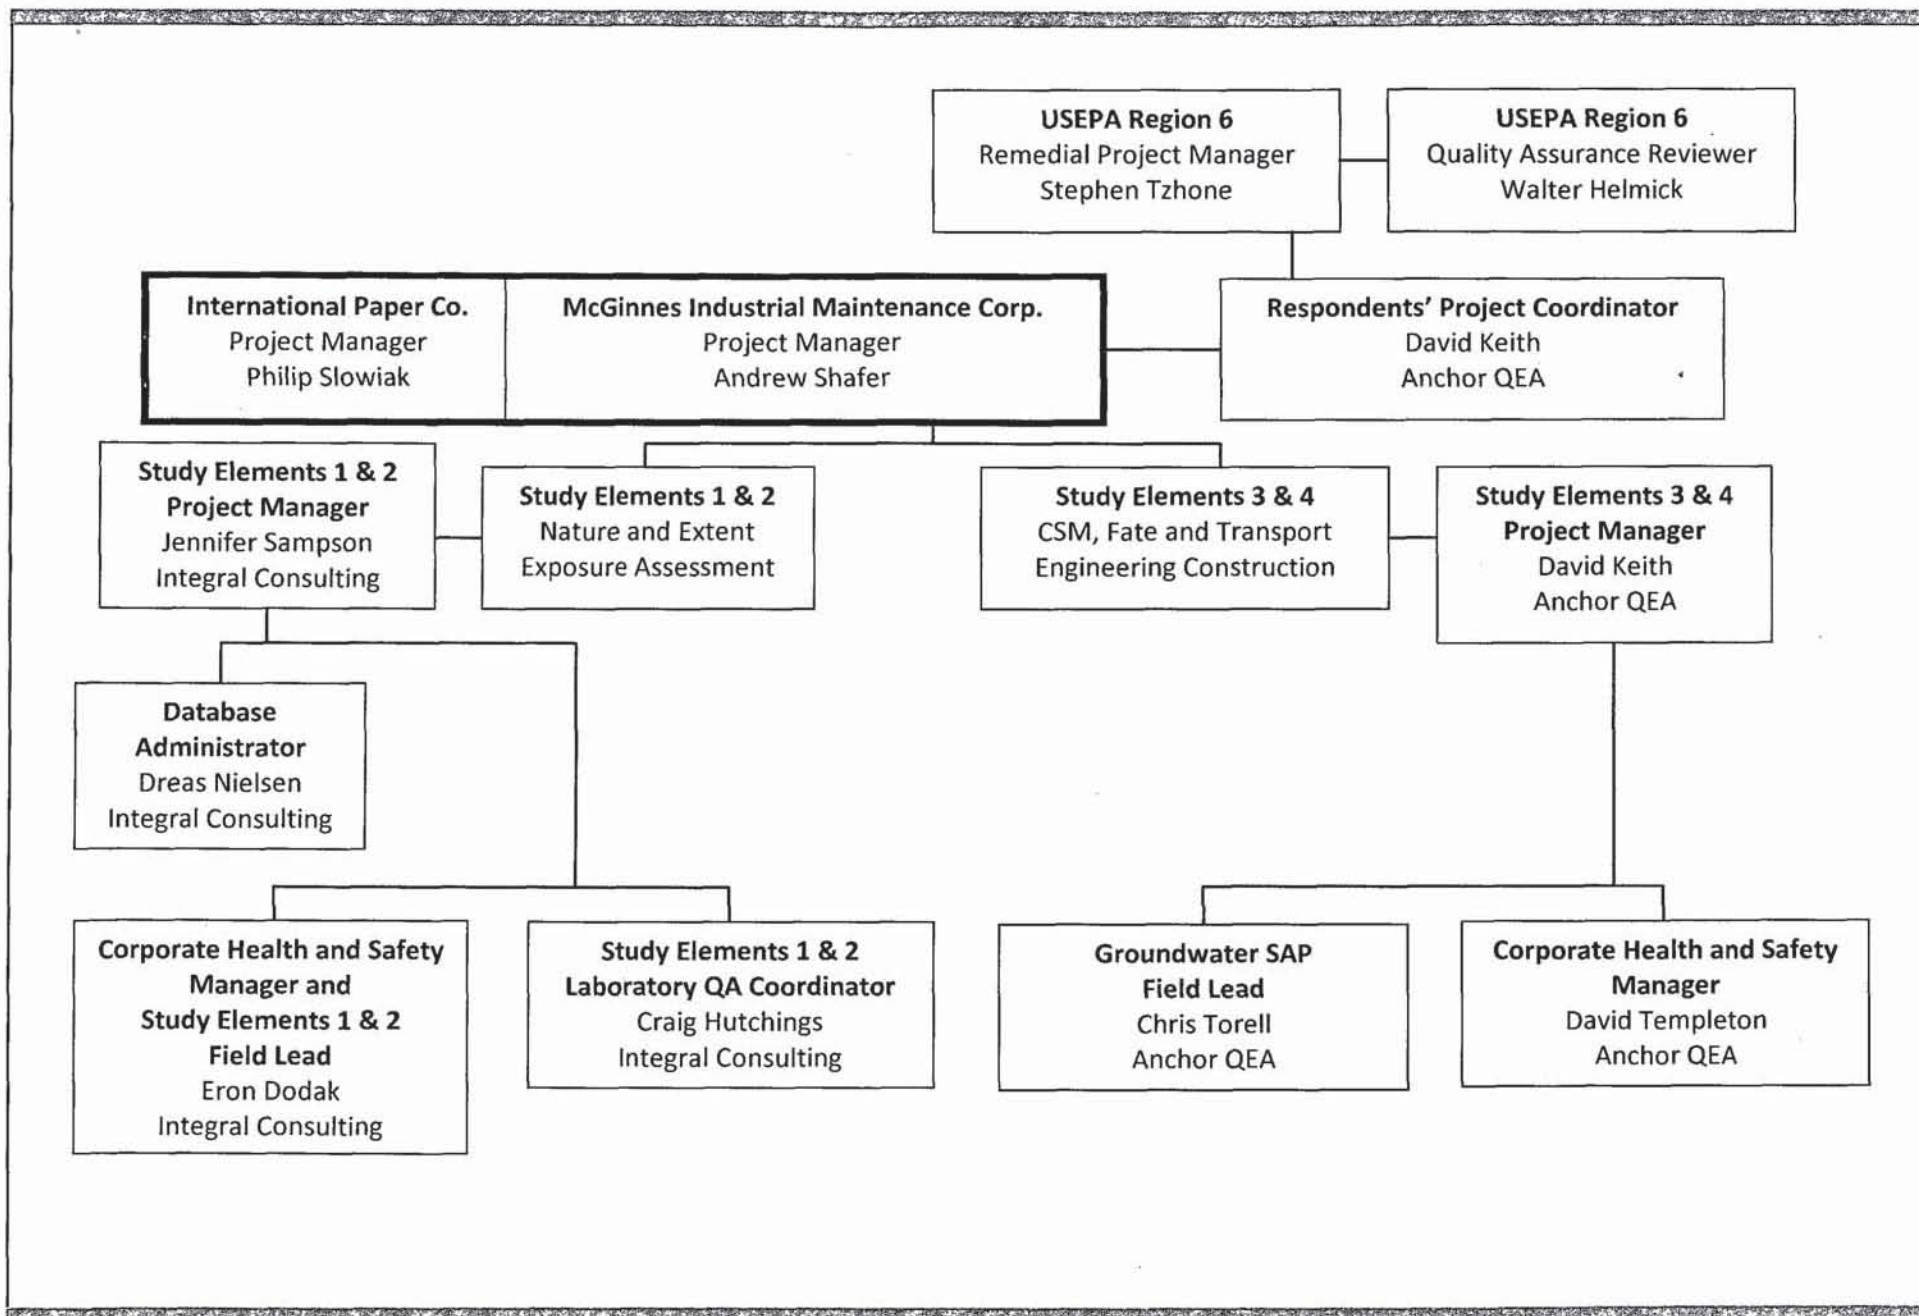 USEPA Region 6
Remedial Project Manager
Stephen Tzhone
USEPA Region 6
Quality Assurance Reviewer
Walter Helmick
International Paper Co.
Project Manager
Philip Slowiak
McGinnes Industrial Maintenance Corp.
Project Manager
Andrew Shafer
Respondents' Project Coordinator
David Keith
Anchor QEA
Study Elements 1 & 2
Project Manager
Jennifer Sampson
Integral Consulting
Study Elements 1 & 2
Nature and Extent
Exposure Assessment
Study Elements 3 & 4
CSM, Fate and Transport
Engineering Construction
Study Elements 3 & 4
Project Manager
David Keith
Anchor QEA
Database
Administrator
Dreas Nielsen
Integral Consulting
Corporate Health and Safety
Manager and
Study Elements 1 & 2
Field Lead
Eron Dodak
Integral Consulting
Study Elements 1 & 2
Laboratory QA Coordinator
Craig Hutchings
Integral Consulting
Groundwater SAP
Field Lead
Chris Torell
Anchor QEA
Corporate Health and Safety
Manager
David Templeton
Anchor QEA